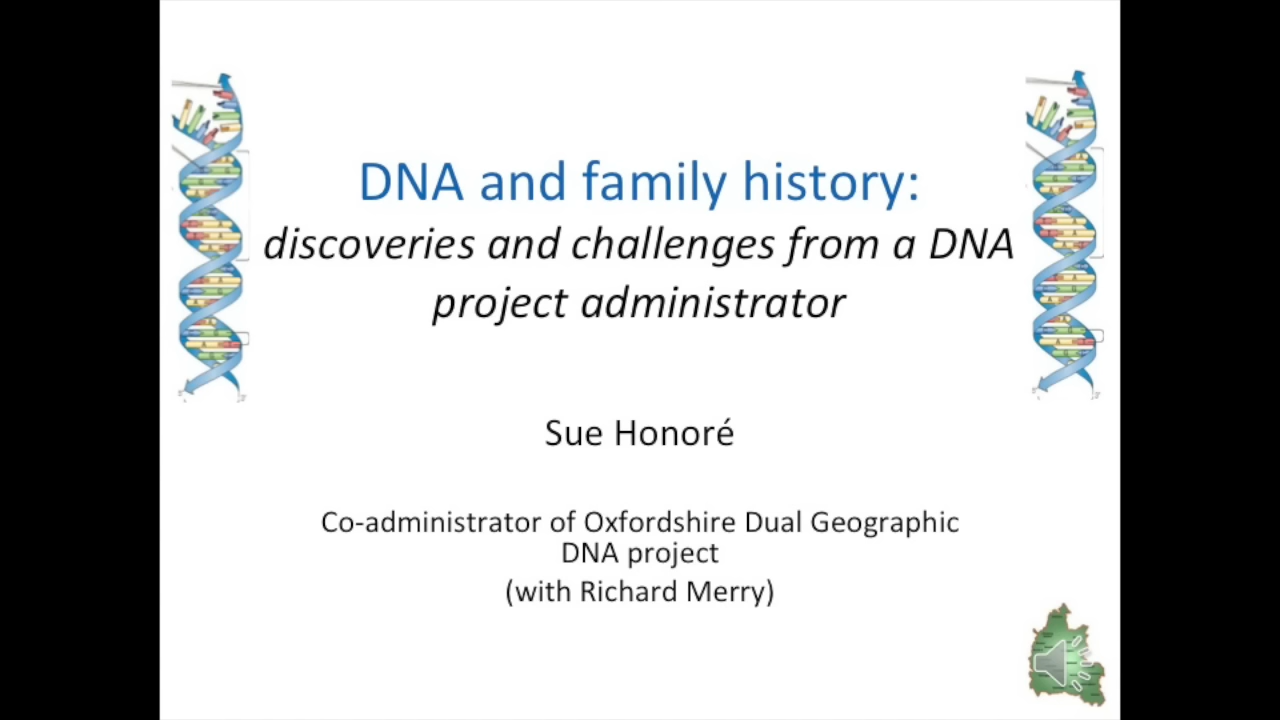 DNA and family history:
discoveries and challenges from a DNA
project administrator
Sue Honoré
Co-administrator of Oxfordshire Dual Geographic
DNA project
(with Richard Merry)